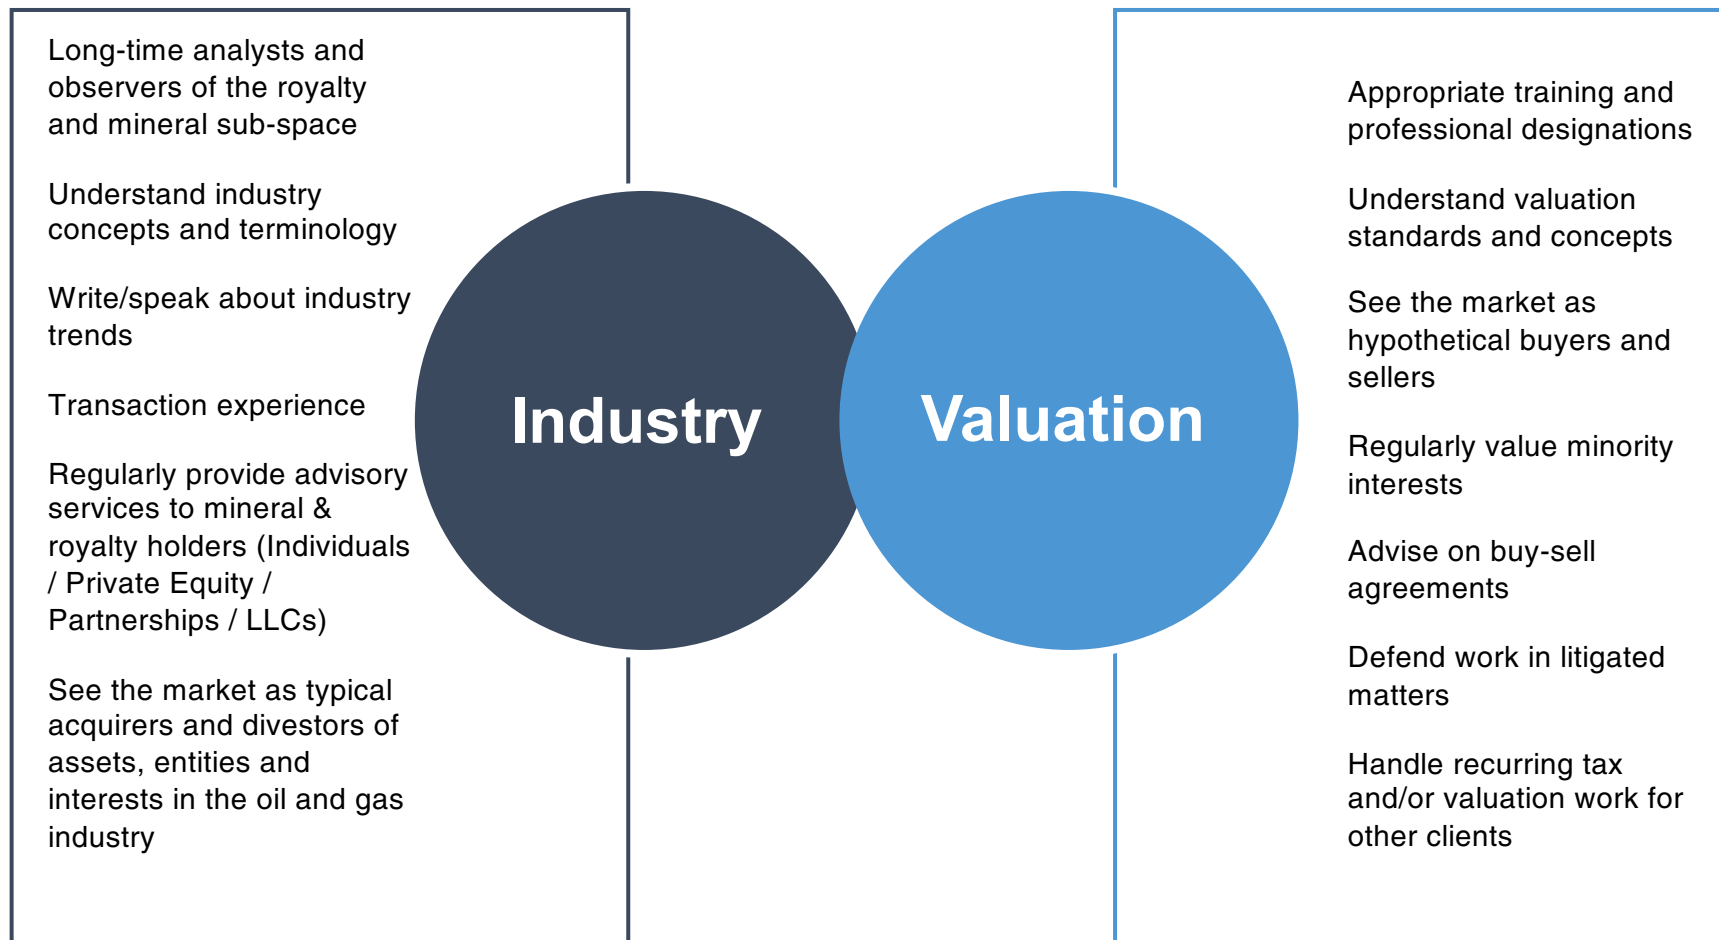 Long-time analysts and
observers of the royalty
and mineral sub-space
Understand industry
concepts and terminology
Write/speak about industry
trends
Transaction experience
Regularly provide advisory
services to mineral &
royalty holders (Individuals
/ Private Equity /
Partnerships / LLCs)
See the market as typical
acquirers and divestors of
assets, entities and
interests in the oil and gas
industry
Industry
Valuation
Appropriate training and
professional designations
Understand valuation
standards and concepts
See the market as
hypothetical buyers and
sellers
Regularly value minority
interests
Advise on buy-sell
agreements
Defend work in litigated
matters
Handle recurring tax
and/or valuation work for
other clients